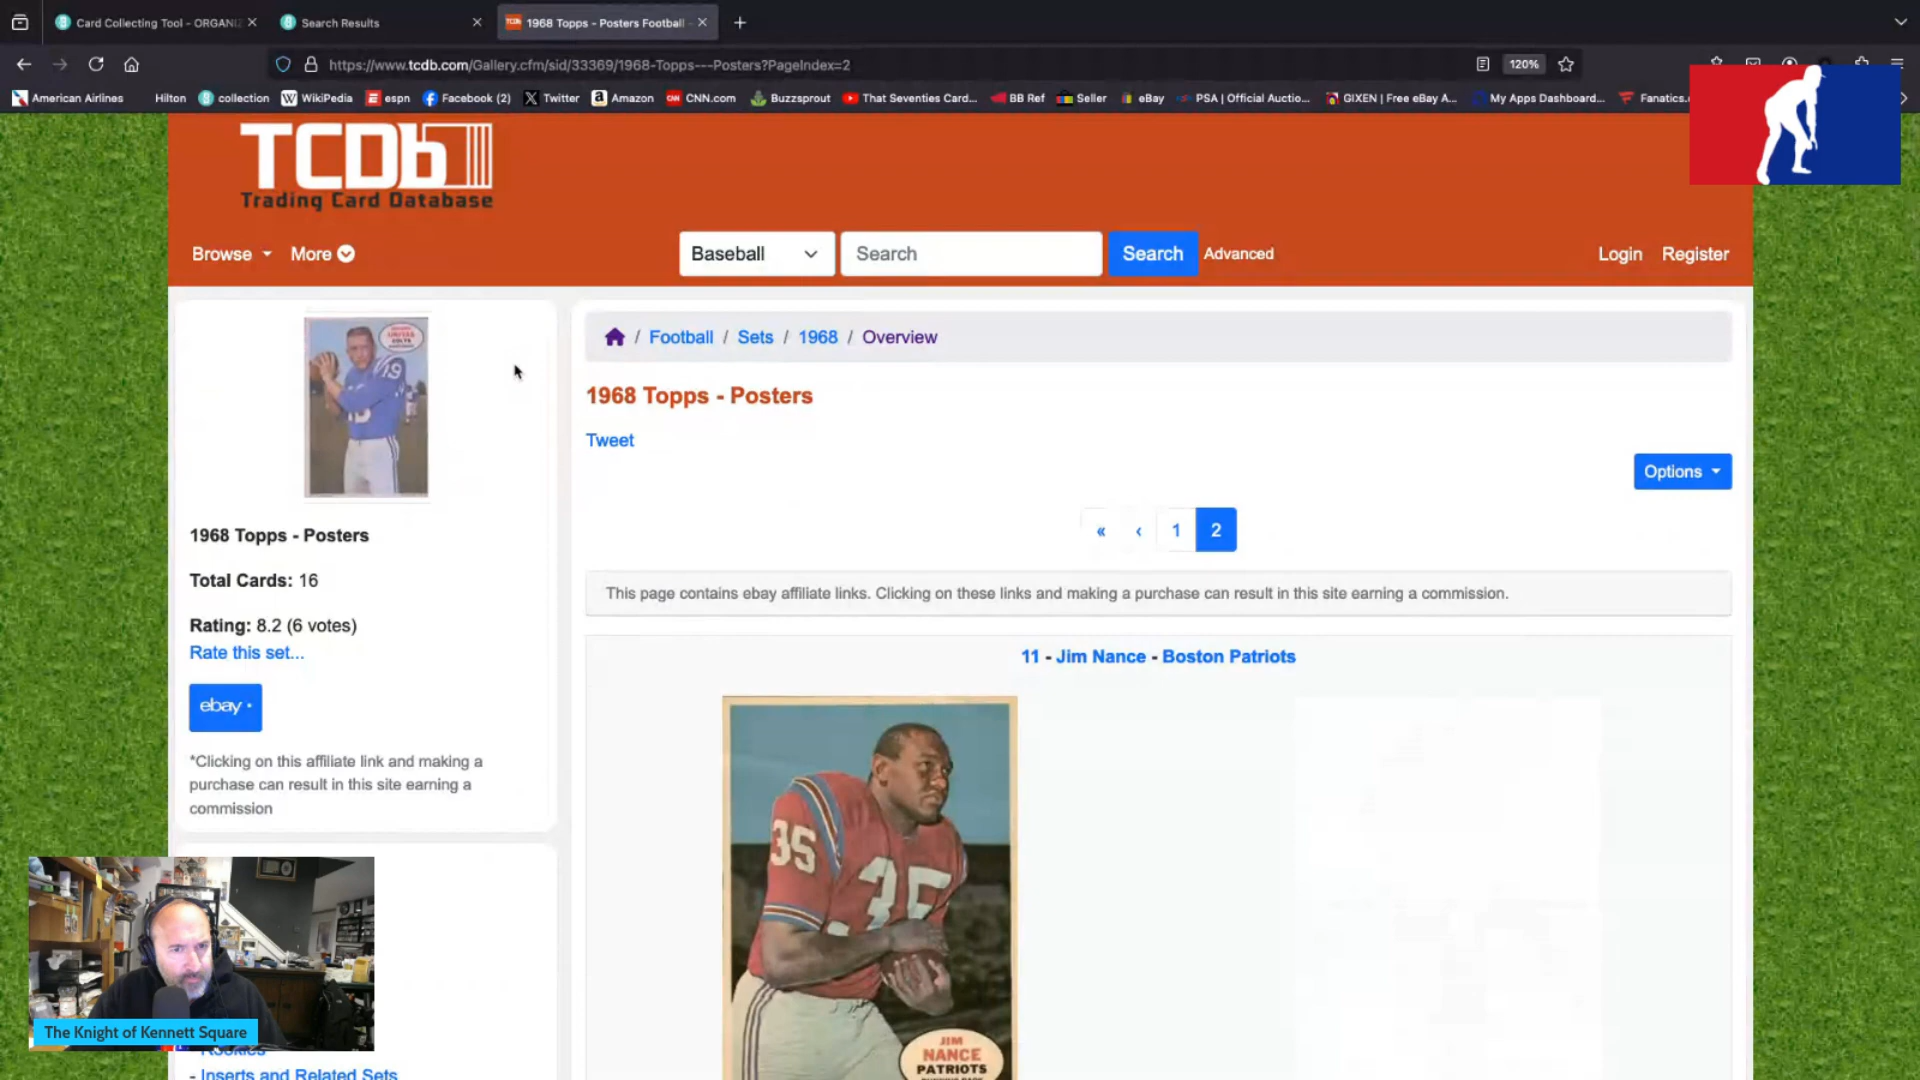 Card Collecting Tool - ORGANI
Search Results
TCDb
1968 Topps - Posters Football
https://www.tcdb.com/Gallery.cfm/sid/33369/1968-Topps---Posters?PageIndex=2
120%
American Airlines
Hilton
collection
WikiPedia
espn
Facebook (2)
Twitter
Amazon
CNN.com
Buzzsprout
That Seventies Card...
BB Ref
Seller
eBay
PSA | Official Auctio...
GIXEN | Free eBay A...
My Apps Dashboard...
Fanatics.
TCDb
Trading Card Database
Browse
More
Baseball
Search
Search
Advanced
Login
Register
/ Football / Sets / 1968 / Overview
1968 Topps - Posters
Tweet
Options
« ‹ 1 2
This page contains ebay affiliate links. Clicking on these links and making a purchase can result in this site earning a commission.
11 - Jim Nance - Boston Patriots
35
35
JIM
NANCE
PATRIOTS
19
COLTS
1968 Topps - Posters
Total Cards: 16
Rating: 8.2 (6 votes)
Rate this set...
ebay
*Clicking on this affiliate link and making a
purchase can result in this site earning a
commission
The Knight of Kennett Square
- Rookies
- Inserts and Related Sets